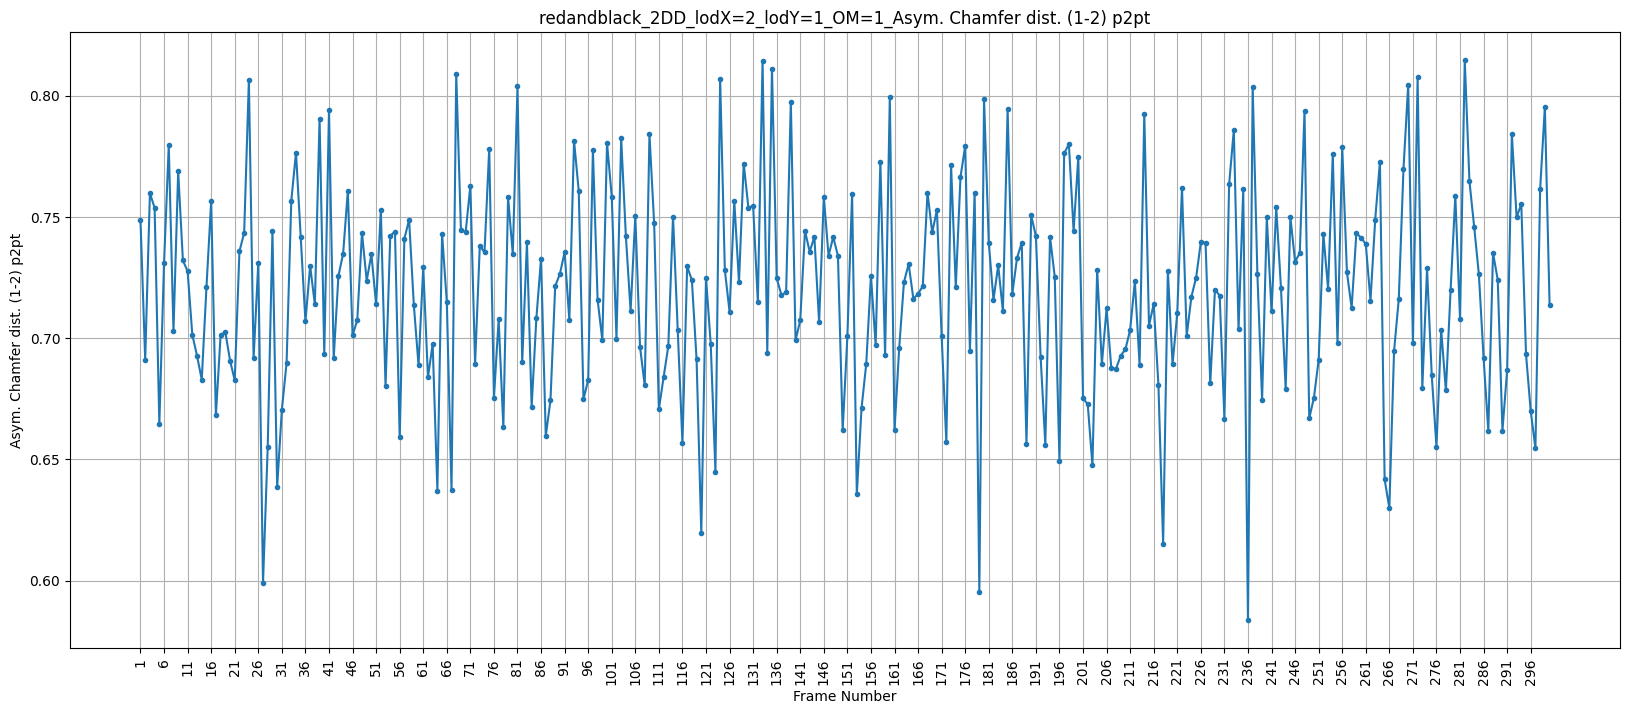 redandblack_2DD_lodX=2_lodY=1_OM=1_Asym. Chamfer dist. (1-2) p2pt
Asym. Chamfer dist. (1-2) p2pt
0.80
0.75
0.70
0.65
0.60
1 6 11 16 21 26 31 36 41 46 51 56 61 66 71 76 81 86 91 96 101 106 111 116 121 126 131 136 141 146 151 156 161 166 171 176 181 186 191 196 201 206 211 216 221 226 231 236 241 246 251 256 261 266 271 276 281 286 291 296
Frame Number